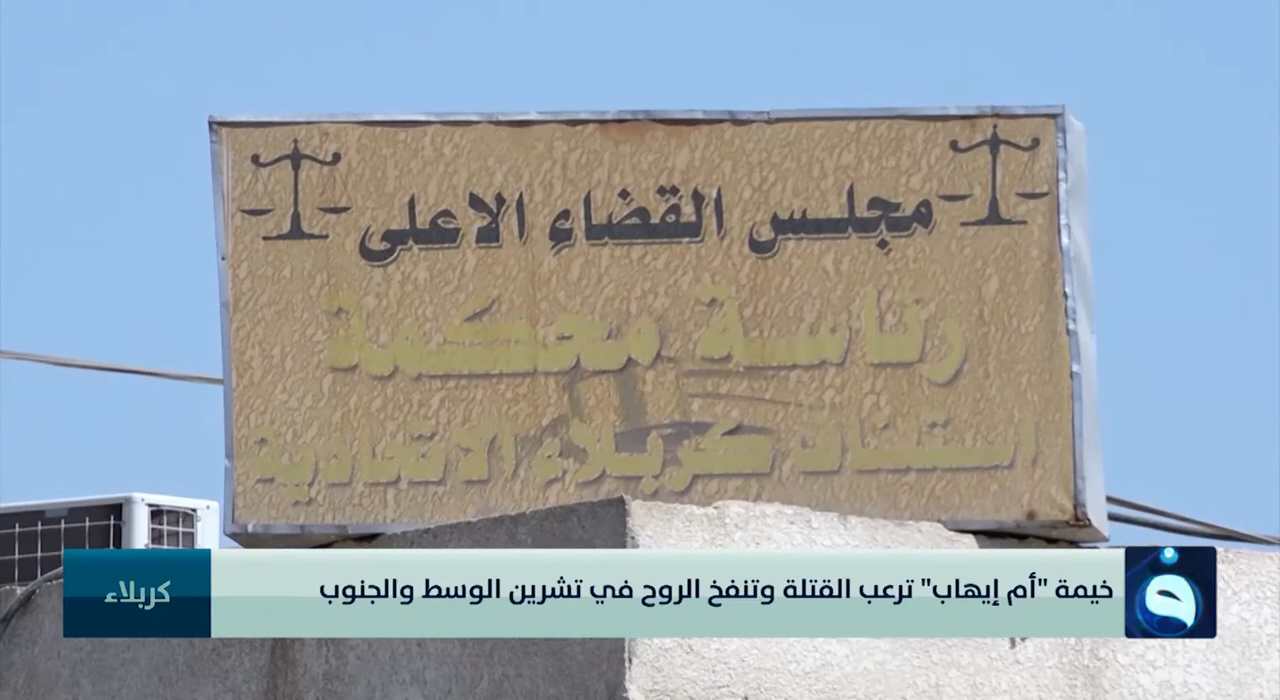 مجلس القضاء الاعلى
رئاسة محكمة
استئناف كربلاء الاتحادية
خيمة "أم إيهاب" ترعب القتلة وتنفخ الروح في تشرين الوسط والجنوب
كربلاء